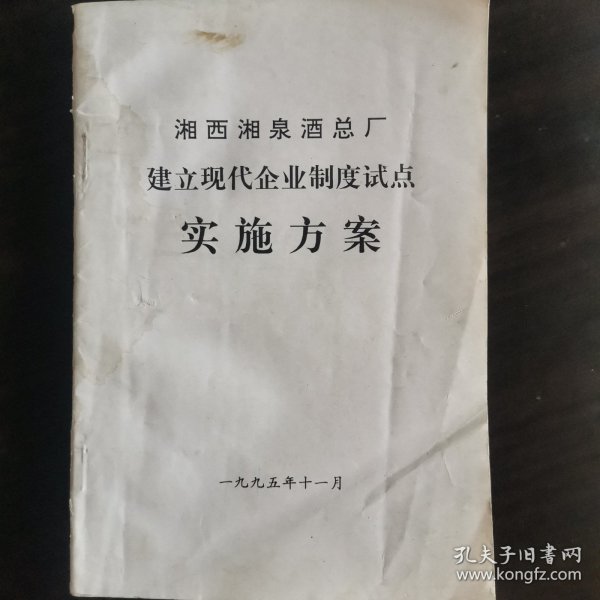 湘西湘泉酒总厂
建立现代企业制度试点
实施方案
一九九五年十一月
孔夫子旧书网
www.kongfz.com